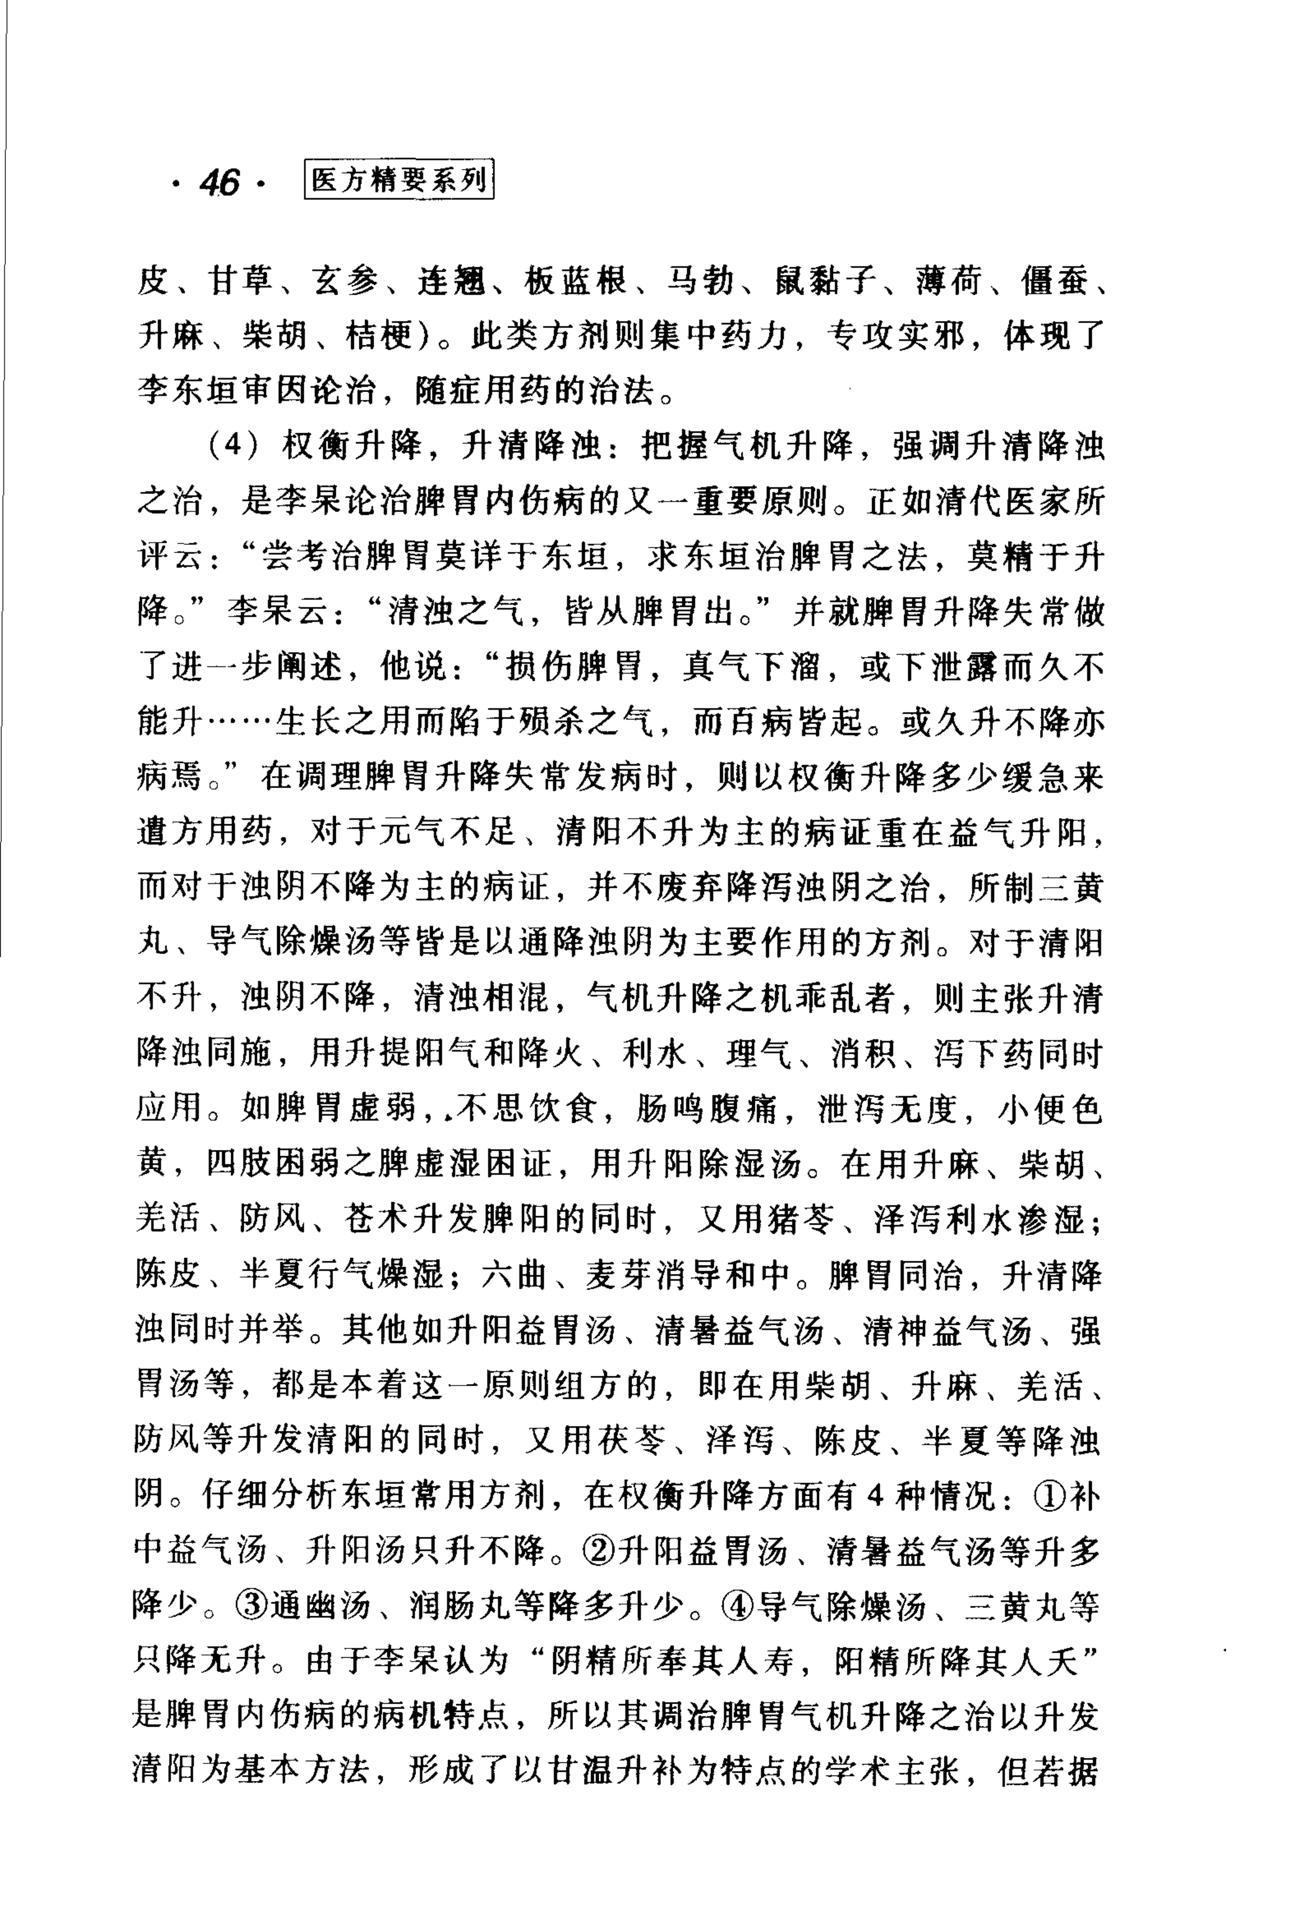 · 46 · 医方精要系列
皮、甘草、玄参、连翘、板蓝根、马勃、鼠黏子、薄荷、僵蚕、
升麻、柴胡、桔梗)。此类方剂则集中药力，专攻实邪，体现了
李东垣审因论治，随症用药的治法。
(4) 权衡升降，升清降浊：把握气机升降，强调升清降浊
之治，是李杲论治脾胃内伤病的又一重要原则。正如清代医家所
评云：“尝考治脾胃莫详于东垣，求东垣治脾胃之法，莫精于升
降。”李杲云：“清浊之气，皆从脾胃出。”并就脾胃升降失常做
了进一步阐述，他说：“损伤脾胃，真气下溜，或下泄露而久不
能升……生长之用而陷于殒杀之气，而百病皆起。或久升不降亦
病焉。”在调理脾胃升降失常发病时，则以权衡升降多少缓急来
遣方用药，对于元气不足、清阳不升为主的病证重在益气升阳，
而对于浊阴不降为主的病证，并不废弃降泻浊阴之治，所制三黄
丸、导气除燥汤等皆是以通降浊阴为主要作用的方剂。对于清阳
不升，浊阴不降，清浊相混，气机升降之机乖乱者，则主张升清
降浊同施，用升提阳气和降火、利水、理气、消积、泻下药同时
应用。如脾胃虚弱，不思饮食，肠鸣腹痛，泄泻无度，小便色
黄，四肢困弱之脾虚湿困证，用升阳除湿汤。在用升麻、柴胡、
羌活、防风、苍术升发脾阳的同时，又用猪苓、泽泻利水渗湿；
陈皮、半夏行气燥湿；六曲、麦芽消导和中。脾胃同治，升清降
浊同时并举。其他如升阳益胃汤、清暑益气汤、清神益气汤、强
胃汤等，都是本着这一原则组方的，即在用柴胡、升麻、羌活、
防风等升发清阳的同时，又用茯苓、泽泻、陈皮、半夏等降浊
阴。仔细分析东垣常用方剂，在权衡升降方面有 4 种情况：①补
中益气汤、升阳汤只升不降。②升阳益胃汤、清暑益气汤等升多
降少。③通幽汤、润肠丸等降多升少。④导气除燥汤、三黄丸等
只降无升。由于李杲认为“阴精所奉其人寿，阳精所降其人夭”
是脾胃内伤病的病机特点，所以其调治脾胃气机升降之治以升发
清阳为基本方法，形成了以甘温升补为特点的学术主张，但若据